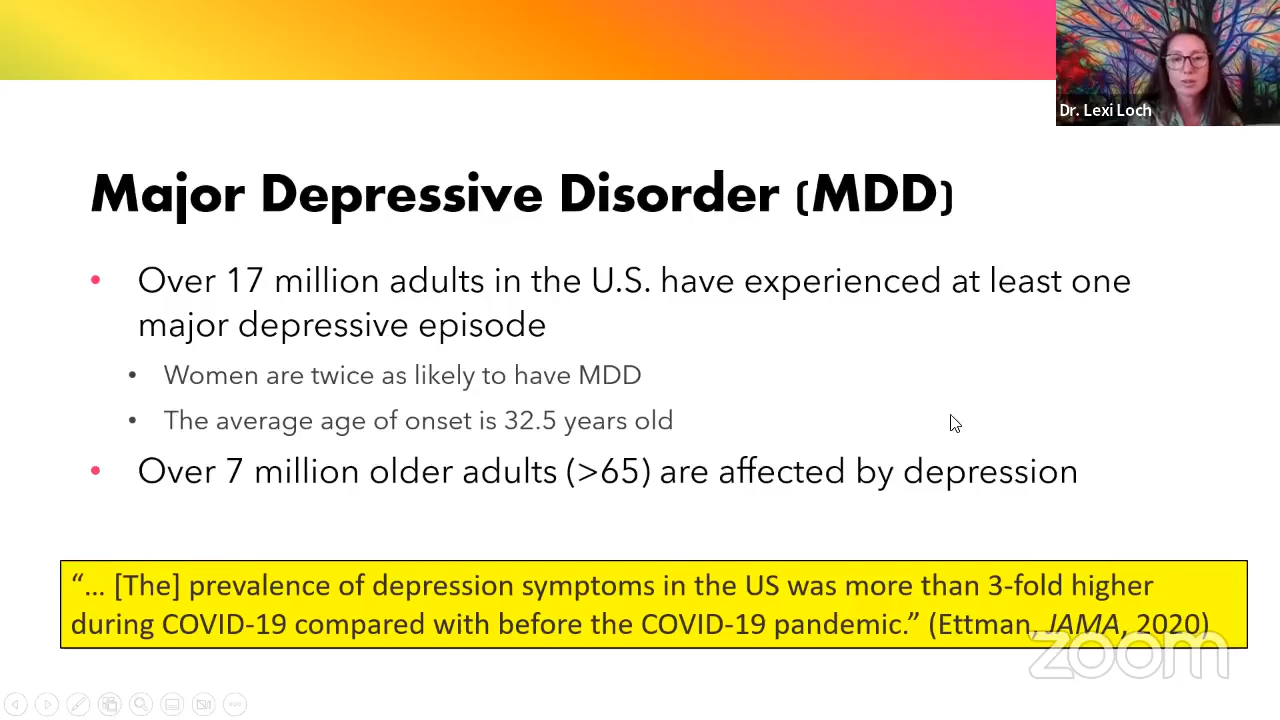 Dr. Lexi Loch
Major Depressive Disorder (MDD)
• Over 17 million adults in the U.S. have experienced at least one
major depressive episode
• Women are twice as likely to have MDD
• The average age of onset is 32.5 years old
• Over 7 million older adults (>65) are affected by depression
“... [The] prevalence of depression symptoms in the US was more than 3-fold higher
during COVID-19 compared with before the COVID-19 pandemic.” (Ettman, JAMA, 2020)
zoom